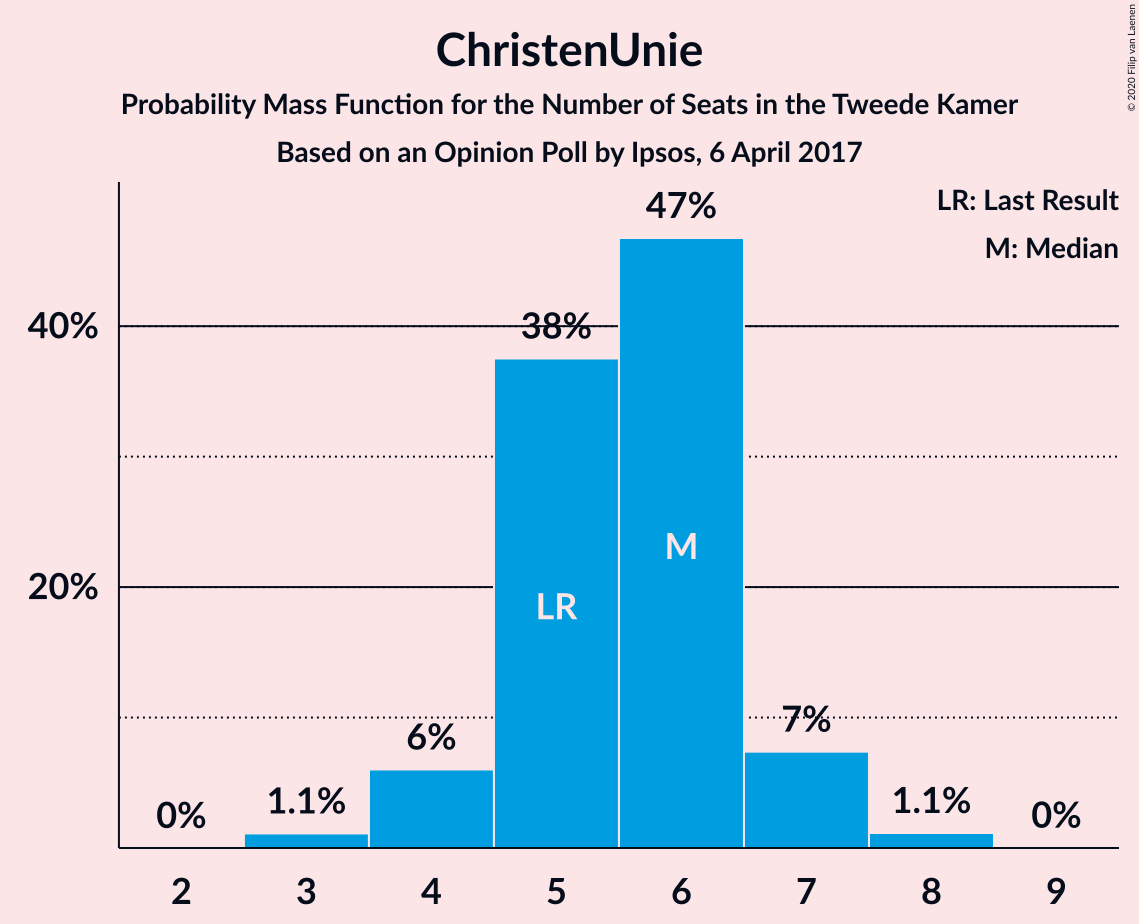 ChristenUnie
Probability Mass Function for the Number of Seats in the Tweede Kamer
Based on an Opinion Poll by Ipsos, 6 April 2017
© 2020 Filip van Laenen
LR: Last Result
M: Median
47%
40%
38%
M
20%
LR
7%
6%
0%
1.1%
1.1%
0%
2 3 4 5 6 7 8 9